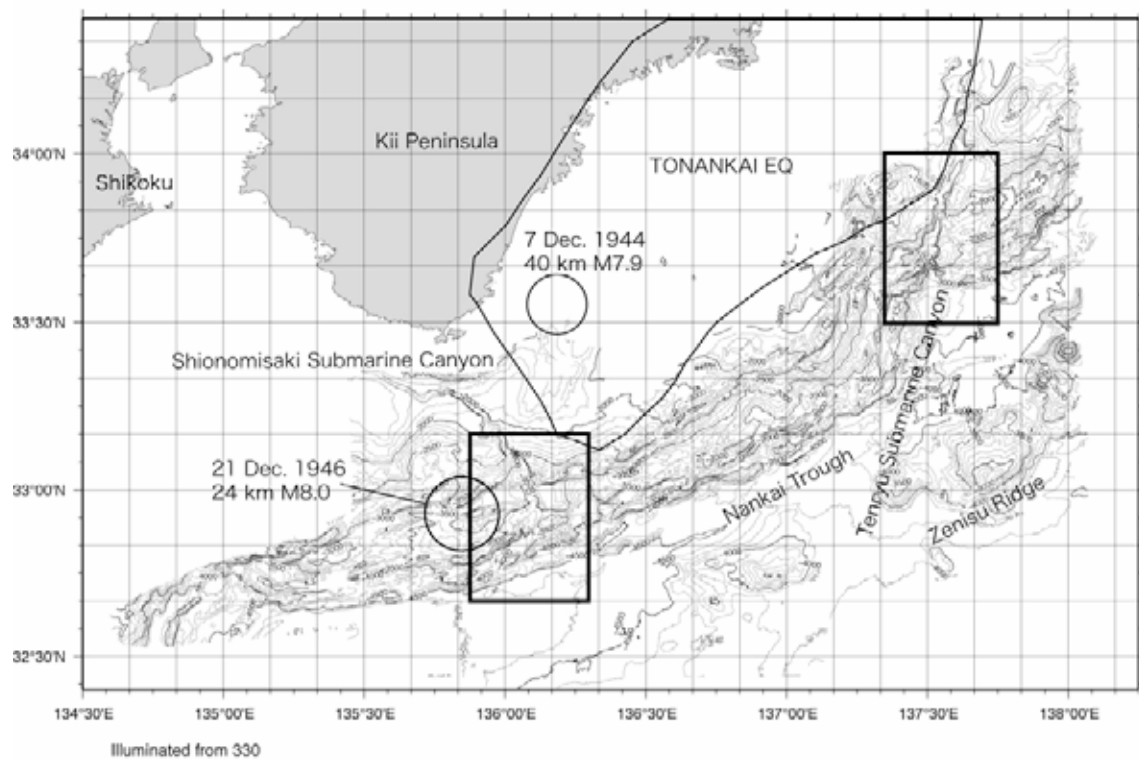 34°00'N
Kii Peninsula
TONANKAI EQ
Shikoku
7 Dec. 1944
40 km M7.9
33°30'N
Shionomisaki Submarine Canyon
21 Dec. 1946
24 km M8.0
33°00'N
Nankai Trough
Tenryu Submarine Canyon
Zenisu Ridge
32°30'N
134°30'E
135°00'E
135°30'E
136°00'E
136°30'E
137°00'E
137°30'E
138°00'E
Illuminated from 330